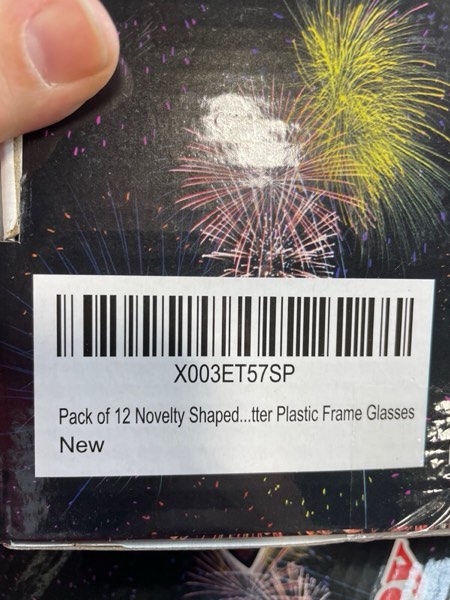 X003ET57SP
Pack of 12 Novelty Shaped...tter Plastic Frame Glasses
New